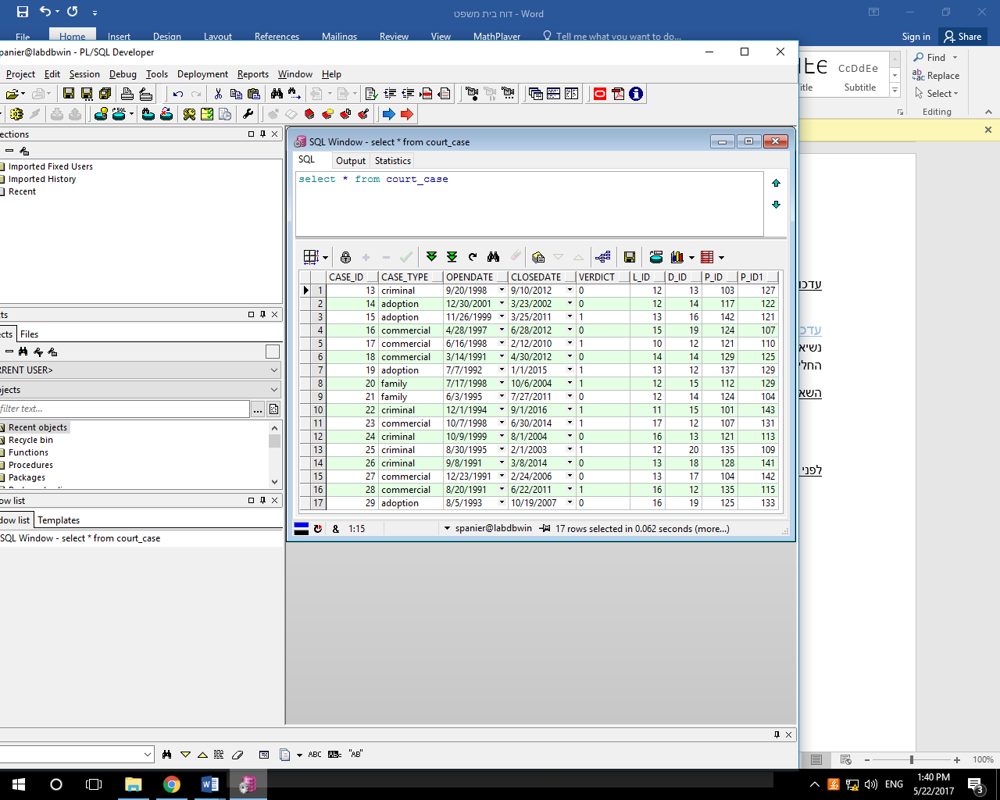 דוח בית משפט - Word
File Home Insert Design Layout References Mailings Review View MathPlayer Tell me what you want to do... Sign in Share
panier@labdbwin - PL/SQL Developer
Project Edit Session Debug Tools Deployment Reports Window Help
Find
CcDdEe
Replace
itle Subtitle
Select
Editing
ections
SQL Window - select * from court_case
SQL Output Statistics
Imported Fixed Users
Imported History
Recent
select * from court_case
CASE_ID CASE_TYPE OPENDATE CLOSEDATE VERDICT L_ID D_ID P_ID P_ID1
1 13 criminal 9/20/1998 9/10/2012 0 12 13 103 127
2 14 adoption 12/30/2001 3/23/2002 0 12 14 117 122
3 15 adoption 11/26/1999 3/25/2011 1 13 16 142 121
4 16 commercial 4/28/1997 6/28/2012 0 15 19 124 107
5 17 commercial 6/16/1998 2/12/2010 1 10 12 121 110
6 18 commercial 3/14/1991 4/30/2012 0 14 14 129 125
7 19 adoption 7/7/1992 1/1/2015 1 13 12 137 129
8 20 family 7/17/1998 10/6/2004 1 12 15 112 129
9 21 family 6/3/1995 7/27/2011 0 12 14 124 104
10 22 criminal 12/1/1994 9/1/2016 1 11 15 101 143
11 23 commercial 10/7/1998 6/30/2014 1 17 12 107 131
12 24 criminal 10/9/1999 8/1/2004 0 16 13 121 113
13 25 criminal 8/30/1995 2/1/2003 1 12 20 135 109
14 26 criminal 9/8/1991 3/8/2014 0 13 18 128 141
15 27 commercial 12/23/1991 2/24/2006 0 13 17 104 142
16 28 commercial 8/20/1991 6/22/2011 1 16 12 135 115
17 29 adoption 8/5/1993 10/19/2007 0 16 19 125 133
& 1:15 spanier@labdbwin 17 rows selected in 0.062 seconds (more...)
עדכו
עדכ
נשיא
החלי
השא
לפני
cts
ects Files
RRENT USER>
bjects
filter text...
Recent objects
Recycle bin
Functions
Procedures
Packages
ow list
dow list Templates
SQL Window - select * from court_case
ABC "AB"
100%
ENG 1:40 PM
5/22/2017
3